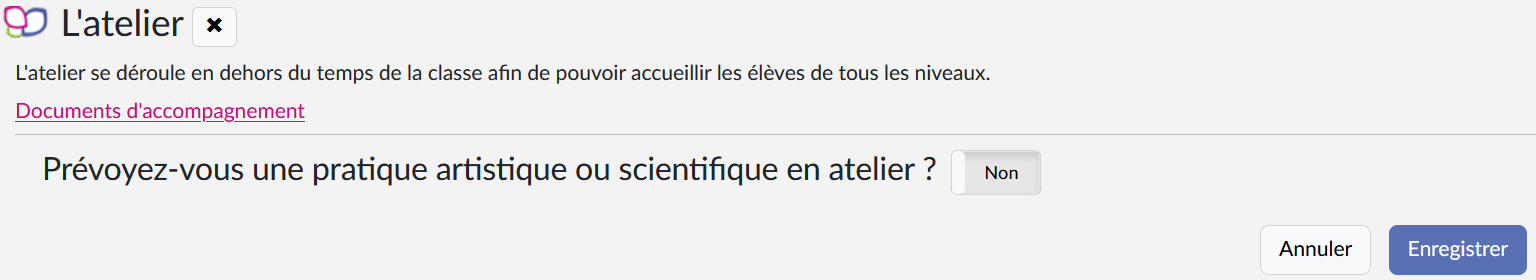 L'atelier ✖
L'atelier se déroule en dehors du temps de la classe afin de pouvoir accueillir les élèves de tous les niveaux.
Documents d'accompagnement
Prévoyez-vous une pratique artistique ou scientifique en atelier ? Non
Annuler Enregistrer